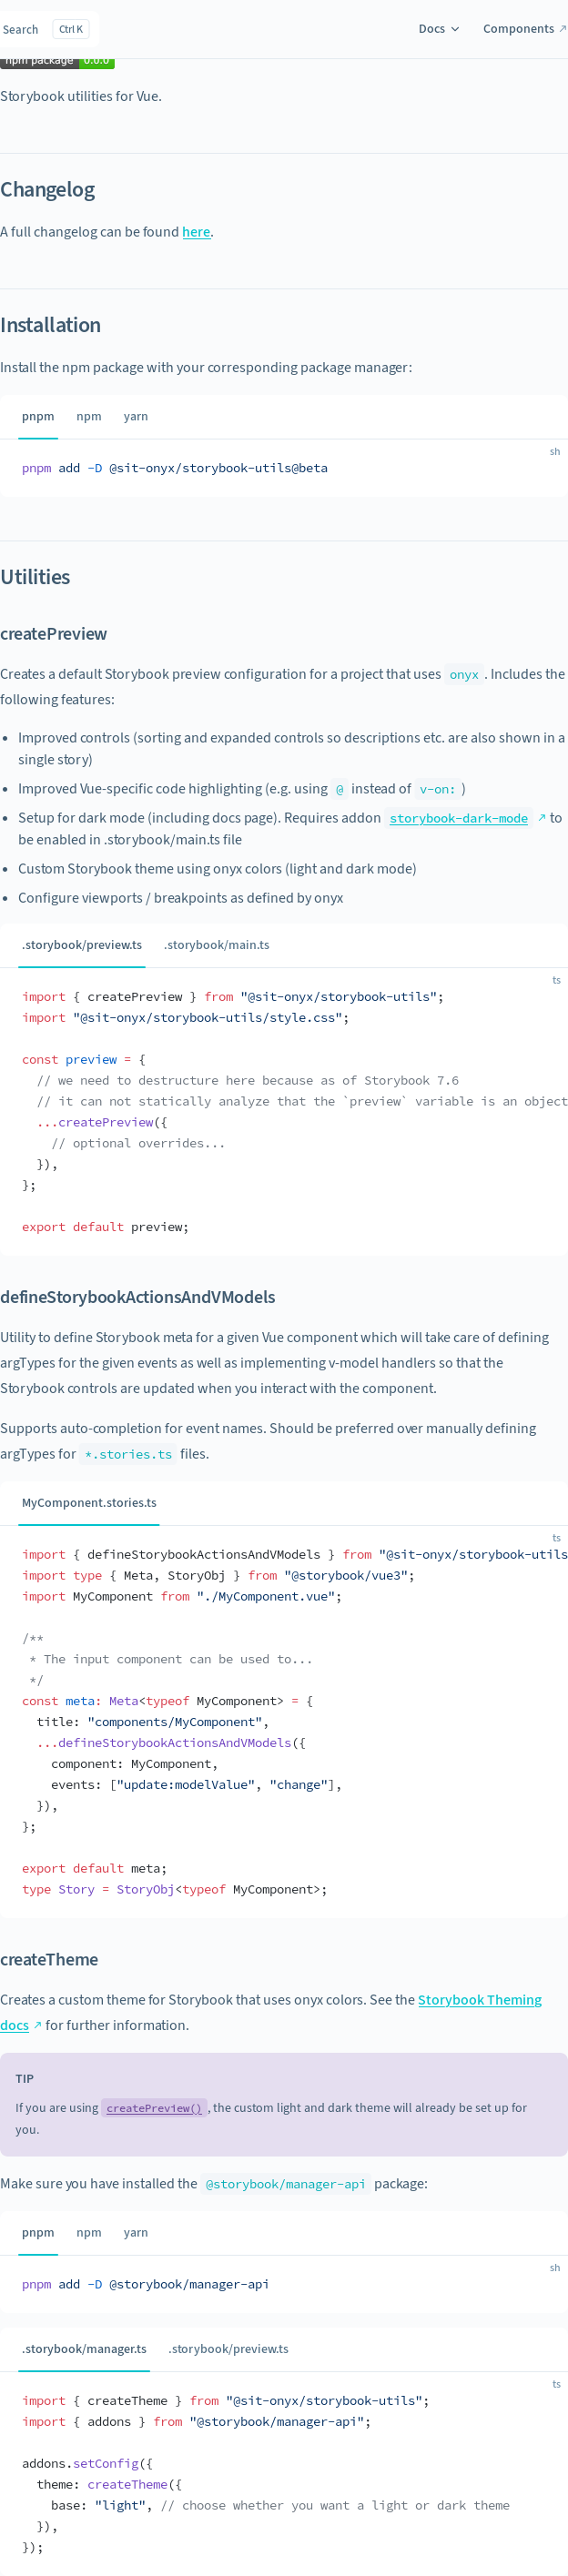 Search Ctrl K Docs Components
npm package 0.0.0
Storybook utilities for Vue.
Changelog
A full changelog can be found here.
Installation
Install the npm package with your corresponding package manager:
pnpm npm yarn
sh
pnpm add -D @sit-onyx/storybook-utils@beta
Utilities
createPreview
Creates a default Storybook preview configuration for a project that uses onyx. Includes the
following features:
• Improved controls (sorting and expanded controls so descriptions etc. are also shown in a
single story)
• Improved Vue-specific code highlighting (e.g. using @ instead of v-on:)
• Setup for dark mode (including docs page). Requires addon storybook-dark-mode to
be enabled in .storybook/main.ts file
• Custom Storybook theme using onyx colors (light and dark mode)
• Configure viewports / breakpoints as defined by onyx
.storybook/preview.ts .storybook/main.ts
ts
import { createPreview } from "@sit-onyx/storybook-utils";
import "@sit-onyx/storybook-utils/style.css";
const preview = {
// we need to destructure here because as of Storybook 7.6
// it can not statically analyze that the `preview` variable is an object
...createPreview({
// optional overrides...
}),
};
export default preview;
defineStorybookActionsAndVModels
Utility to define Storybook meta for a given Vue component which will take care of defining
argTypes for the given events as well as implementing v-model handlers so that the
Storybook controls are updated when you interact with the component.
Supports auto-completion for event names. Should be preferred over manually defining
argTypes for *.stories.ts files.
MyComponent.stories.ts
ts
import { defineStorybookActionsAndVModels } from "@sit-onyx/storybook-utils
import type { Meta, StoryObj } from "@storybook/vue3";
import MyComponent from "./MyComponent.vue";
/**
* The input component can be used to...
*/
const meta: Meta<typeof MyComponent> = {
title: "components/MyComponent",
...defineStorybookActionsAndVModels({
component: MyComponent,
events: ["update:modelValue", "change"],
}),
};
export default meta;
type Story = StoryObj<typeof MyComponent>;
createTheme
Creates a custom theme for Storybook that uses onyx colors. See the Storybook Theming
docs for further information.
TIP
If you are using createPreview(), the custom light and dark theme will already be set up for
you.
Make sure you have installed the @storybook/manager-api package:
pnpm npm yarn
sh
pnpm add -D @storybook/manager-api
.storybook/manager.ts .storybook/preview.ts
ts
import { createTheme } from "@sit-onyx/storybook-utils";
import { addons } from "@storybook/manager-api";
addons.setConfig({
theme: createTheme({
base: "light", // choose whether you want a light or dark theme
}),
});